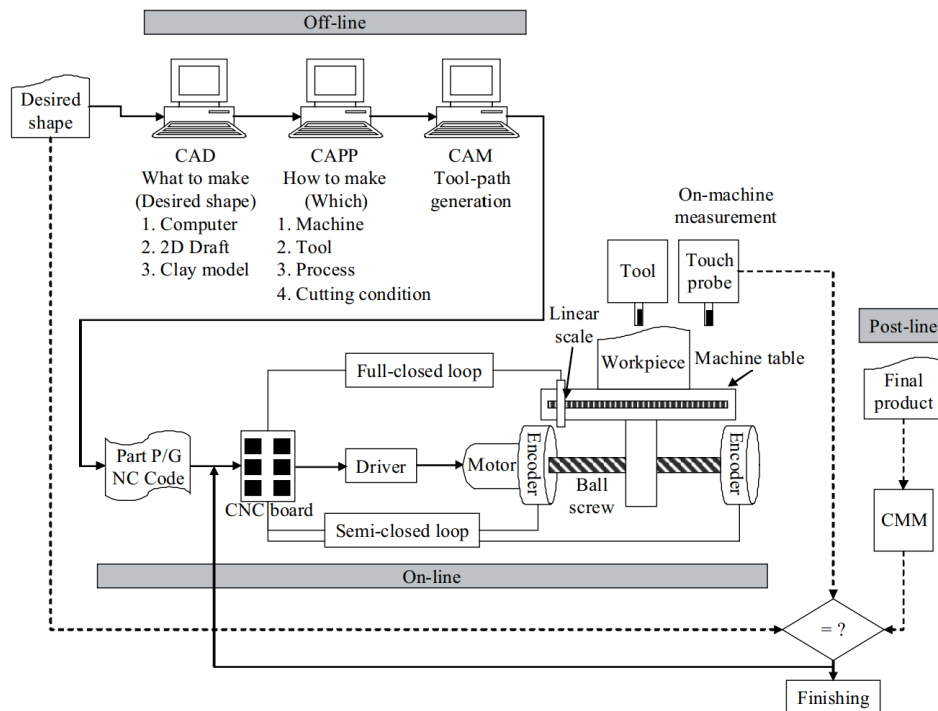 Off-line
Desired
shape
CAD
What to make
(Desired shape)
1. Computer
2. 2D Draft
3. Clay model
CAPP
How to make
(Which)
1. Machine
2. Tool
3. Process
4. Cutting condition
CAM
Tool-path
generation
On-machine
measurement
Tool
Touch
probe
Linear
scale
Workpiece
Machine table
Post-line
Final
product
Full-closed loop
Part P/G
NC Code
CNC board
Driver
Motor
Encoder
Ball
screw
Encoder
CMM
Semi-closed loop
On-line
= ?
Finishing